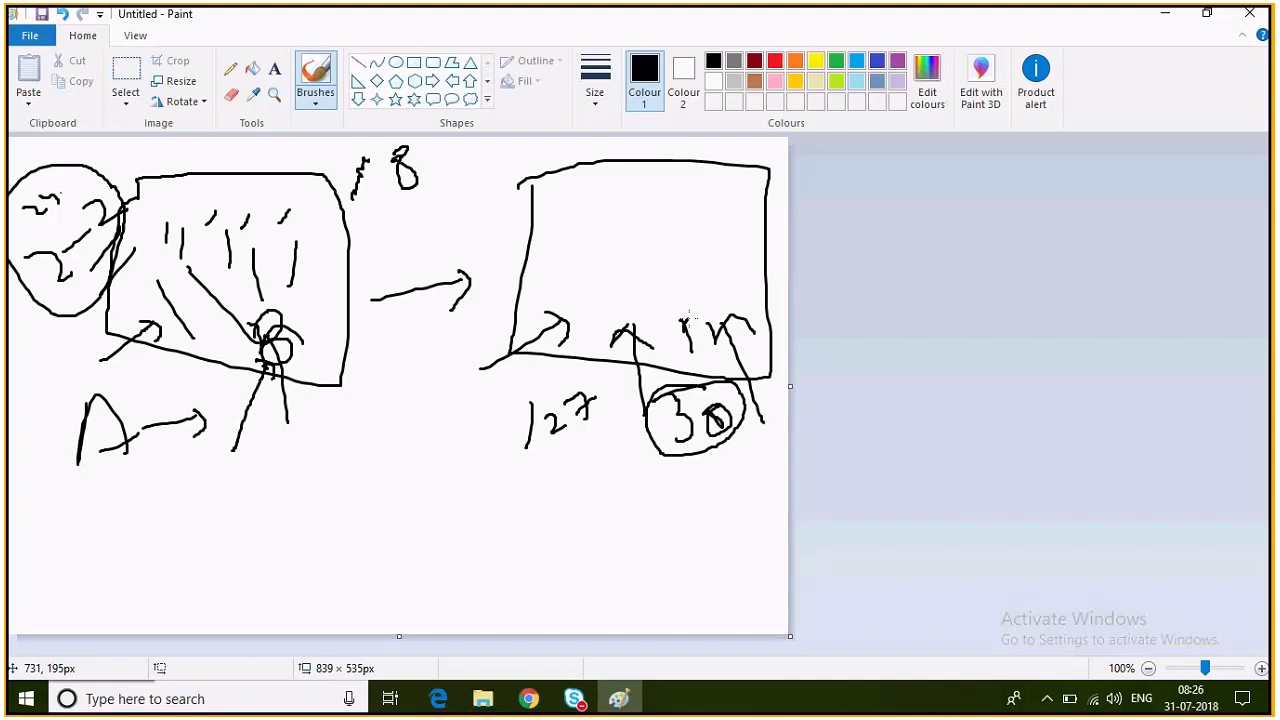 Untitled - Paint
File
Home
View
Paste
Cut
Copy
Clipboard
Select
Crop
Resize
Rotate
Image
A
Tools
Brushes
Outline
Fill
Shapes
Size
Colour
1
Colour
2
Edit
colours
Colours
Edit with
Paint 3D
Product
alert
18
A
127
30
Activate Windows
Go to Settings to activate Windows.
731, 195px
839 × 535px
100%
Type here to search
ENG
08:26
31-07-2018